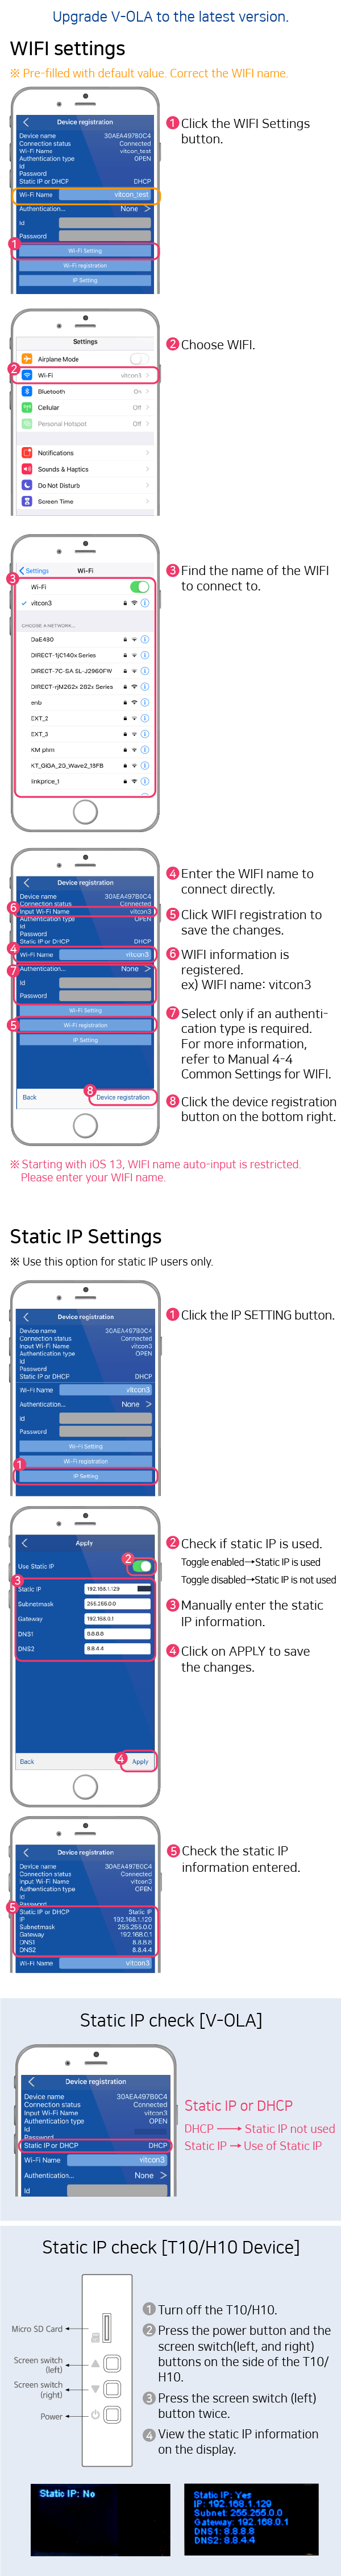 Upgrade V-OLA to the latest version.
WIFI settings
※ Pre-filled with default value. Correct the WIFI name.
Device registration
Device name 30AEA49780C4
Connection status Connected
Wi-Fi Name vitcon_test
Authentication type OPEN
Id
Password
Static IP or DHCP DHCP
Wi-Fi Name vitcon_test
Authentication... None >
Id
Password
1 Wi-Fi Setting
Wi-Fi registration
IP Setting
1 Click the WIFI Settings
button.
Settings
Airplane Mode
2 Wi-Fi vitcon3 >
Bluetooth On >
Cellular Off >
Personal Hotspot Off >
Notifications >
Sounds & Haptics >
Do Not Disturb >
Screen Time >
2 Choose WIFI.
< Settings Wi-Fi
3 Wi-Fi
✓ vitcon3
CHOOSE A NETWORK...
DaE480
DIRECT-1jC140x Series
DIRECT-7C-SA SL-J2960FW
DIRECT-rjM262x 282x Series
enb
EXT_2
EXT_3
KM phm
KT_GIGA_2G_Wave2_13FB
linkprice_1
3 Find the name of the WIFI
to connect to.
Device registration
Device name 30AEA497B0C4
Connection status Connected
6 Input Wi-Fi Name vitcon3
Authentication type OPEN
Id
Password
Static IP or DHCP DHCP
4 Wi-Fi Name vitcon3
7 Authentication... None >
Id
Password
Wi-Fi Setting
5 Wi-Fi registration
IP Setting
8
Back Device registration
4 Enter the WIFI name to
connect directly.
5 Click WIFI registration to
save the changes.
6 WIFI information is
registered.
ex) WIFI name: vitcon3
7 Select only if an authenti-
cation type is required.
For more information,
refer to Manual 4-4
Common Settings for WIFI.
8 Click the device registration
button on the bottom right.
※ Starting with iOS 13, WIFI name auto-input is restricted.
Please enter your WIFI name.
Static IP Settings
※ Use this option for static IP users only.
Device registration
Device name 30AEA497B0C4
Connection status Connected
Input Wi-Fi Name vitcon3
Authentication type OPEN
Id
Password
Static IP or DHCP DHCP
Wi-Fi Name vitcon3
Authentication... None >
Id
Password
Wi-Fi Setting
Wi-Fi registration
1 IP Setting
1 Click the IP SETTING button.
Apply
Use Static IP 2
3 Static IP 192.168.1.129
Subnetmask 255.255.0.0
Gateway 192.168.0.1
DNS1 8.8.8.8
DNS2 8.8.4.4
Back 4 Apply
2 Check if static IP is used.
Toggle enabled→Static IP is used
Toggle disabled→Static IP is not used
3 Manually enter the static
IP information.
4 Click on APPLY to save
the changes.
Device registration
Device name 30AEA497B0C4
Connection status Connected
Input Wi-Fi Name vitcon3
Authentication type OPEN
Id
Password
5 Static IP or DHCP Static IP
IP 192.168.1.129
Subnetmask 255.255.0.0
Gateway 192.168.0.1
DNS1 8.8.8.8
DNS2 8.8.4.4
Wi-Fi Name vitcon3
5 Check the static IP
information entered.
Static IP check [V-OLA]
Device registration
Device name 30AEA497B0C4
Connection status Connected
Input Wi-Fi Name vitcon3
Authentication type OPEN
Id
Password
Static IP or DHCP DHCP
Wi-Fi Name vitcon3
Authentication... None >
Id
Static IP or DHCP
DHCP → Static IP not used
Static IP → Use of Static IP
Static IP check [T10/H10 Device]
Micro SD Card
Screen switch
(left)
Screen switch
(right)
Power
1 Turn off the T10/H10.
2 Press the power button and the
screen switch(left, and right)
buttons on the side of the T10/
H10.
3 Press the screen switch (left)
button twice.
4 View the static IP information
on the display.
Static IP: No
Static IP: Yes
IP: 192.168.1.129
Subnet: 255.255.0.0
Gateway: 192.168.0.1
DNS1: 8.8.8.8
DNS2: 8.8.4.4